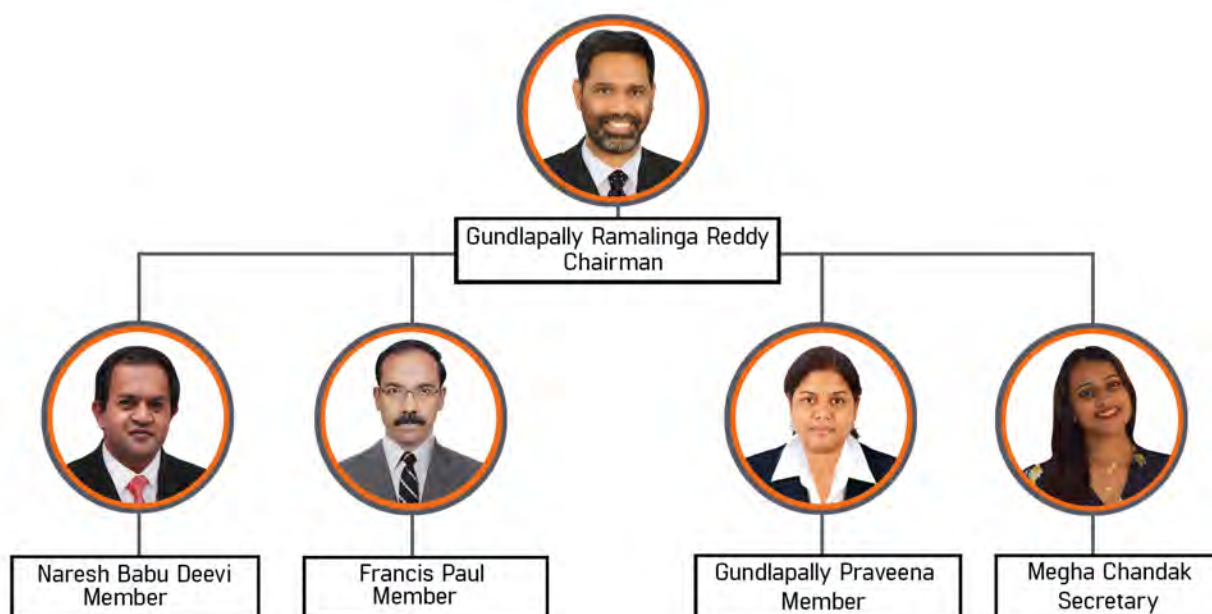 Gundlapally Ramalinga Reddy
Chairman
Naresh Babu Deevi
Member
Francis Paul
Member
Gundlapally Praveena
Member
Megha Chandak
Secretary